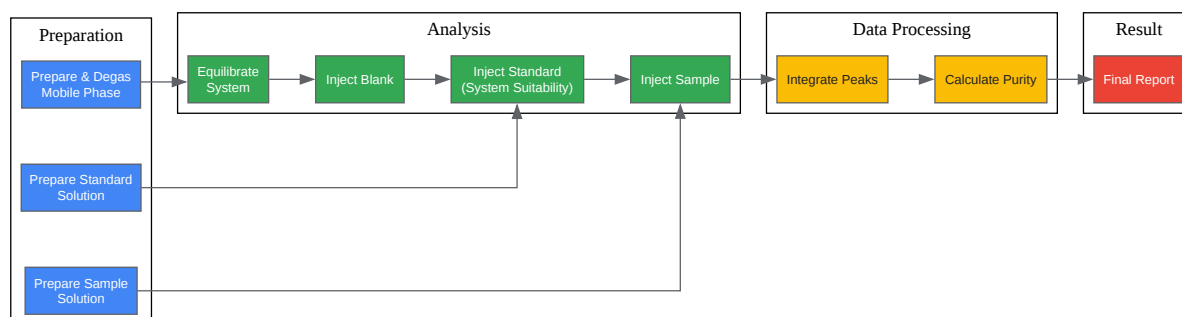 Preparation
Prepare & Degas
Mobile Phase
Prepare Standard
Solution
Prepare Sample
Solution
Analysis
Equilibrate
System
Inject Blank
Inject Standard
(System Suitability)
Inject Sample
Data Processing
Integrate Peaks
Calculate Purity
Result
Final Report